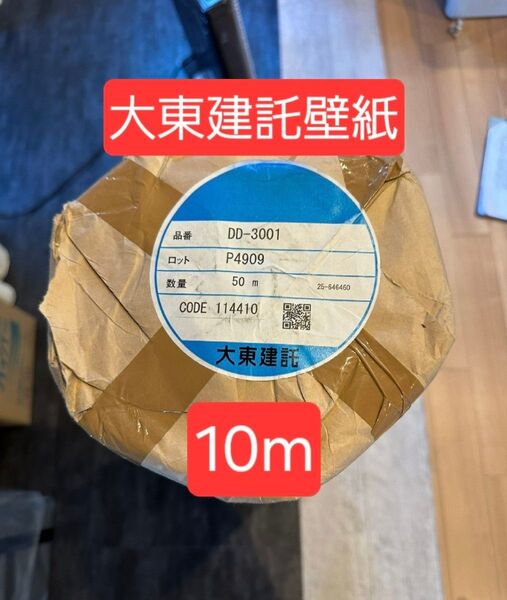 大東建託壁紙
品番 DD-3001
ロット P4909
数量 50 m 25-646460
CODE 114410
大東建託
10m